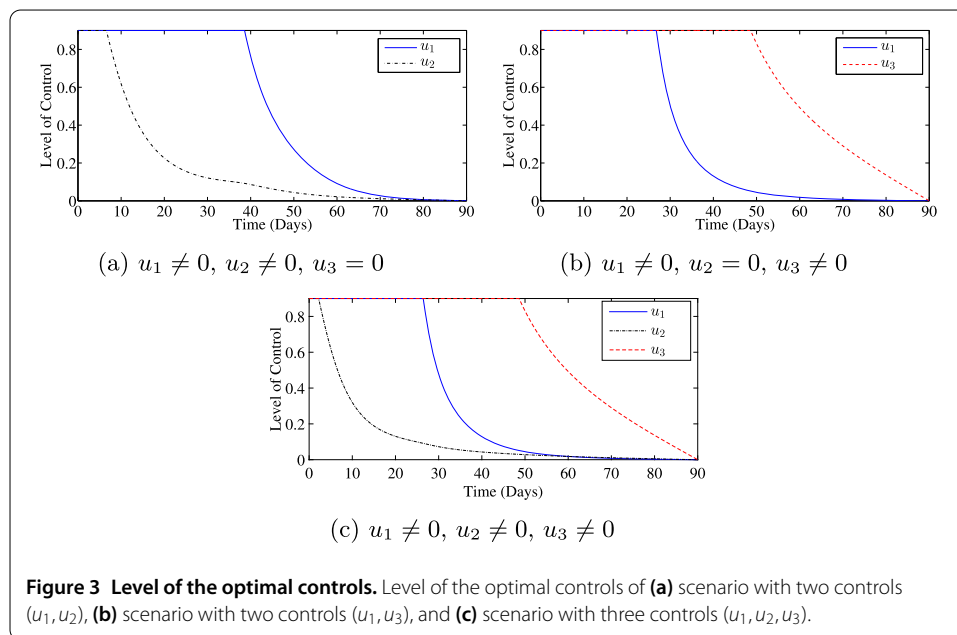 0.8
0.6
0.4
0.2
0
Level of Control
0 10 20 30 40 50 60 70 80 90
Time (Days)
u1
u2
(a) u1 ≠ 0, u2 ≠ 0, u3 = 0
0.8
0.6
0.4
0.2
0
Level of Control
0 10 20 30 40 50 60 70 80 90
Time (Days)
u1
u3
(b) u1 ≠ 0, u2 = 0, u3 ≠ 0
0.8
0.6
0.4
0.2
0
Level of Control
0 10 20 30 40 50 60 70 80 90
Time (Days)
u1
u2
u3
(c) u1 ≠ 0, u2 ≠ 0, u3 ≠ 0
Figure 3 Level of the optimal controls. Level of the optimal controls of (a) scenario with two controls
(u1, u2), (b) scenario with two controls (u1, u3), and (c) scenario with three controls (u1, u2, u3).